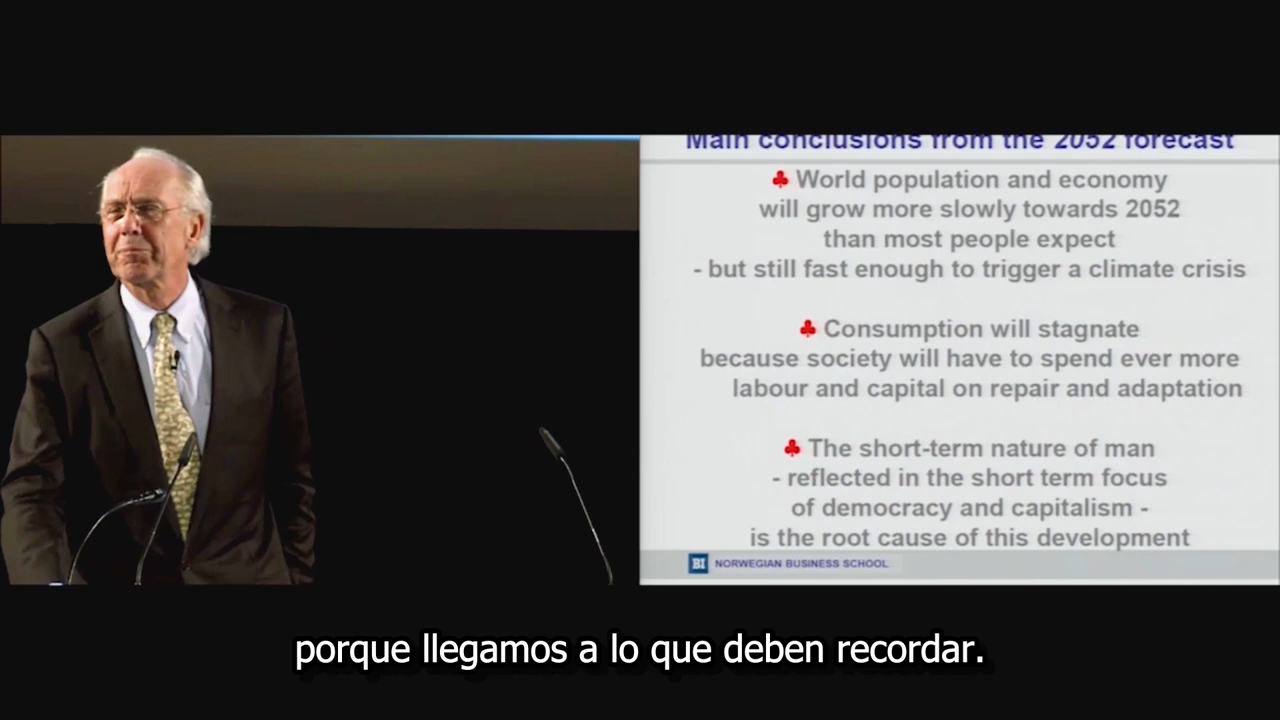 Main conclusions from the 2052 forecast
♣ World population and economy
will grow more slowly towards 2052
than most people expect
- but still fast enough to trigger a climate crisis
♣ Consumption will stagnate
because society will have to spend ever more
labour and capital on repair and adaptation
♣ The short-term nature of man
- reflected in the short term focus
of democracy and capitalism -
is the root cause of this development
BI NORWEGIAN BUSINESS SCHOOL
porque llegamos a lo que deben recordar.